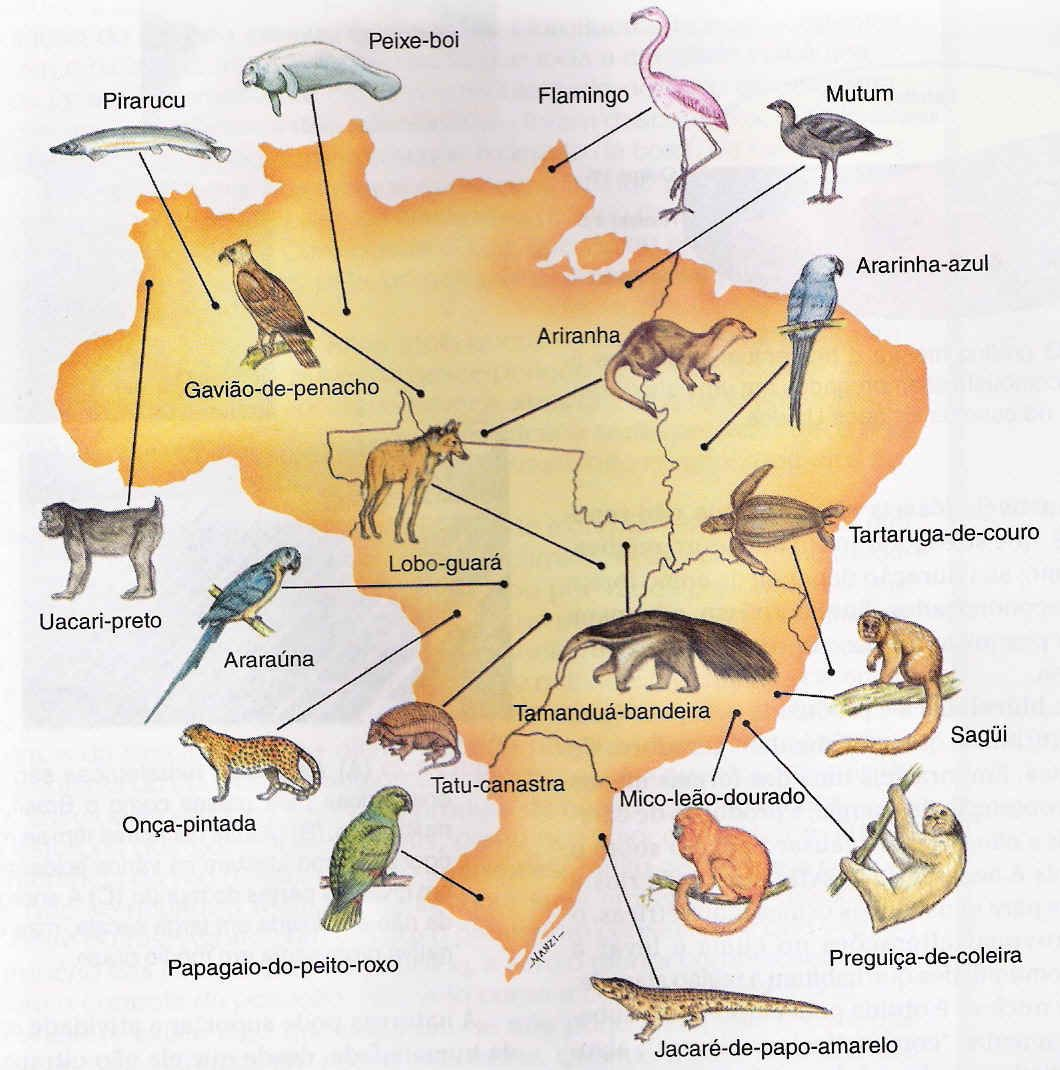 Peixe-boi
Pirarucu
Flamingo
Mutum
Ararinha-azul
Ariranha
Gavião-de-penacho
Tartaruga-de-couro
Lobo-guará
Uacari-preto
Araraúna
Tamanduá-bandeira
Sagüi
Tatu-canastra
Mico-leão-dourado
Onça-pintada
Papagaio-do-peito-roxo
MANZI
Preguiça-de-coleira
Jacaré-de-papo-amarelo